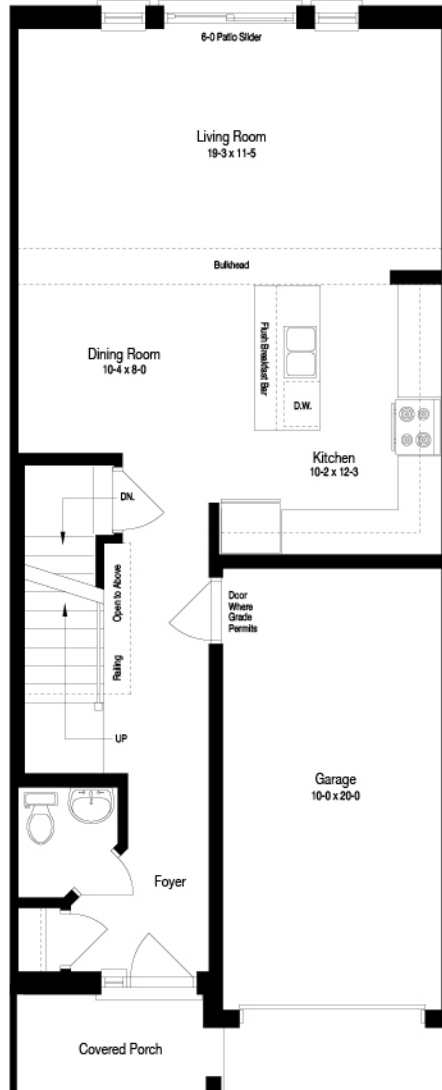 6-0 Patio Slider
Living Room
19-3 x 11-5
Bulkhead
Flush Breakfast Bar
Dining Room
10-4 x 8-0
D.W.
Kitchen
10-2 x 12-3
DN.
Open to Above
Door
Where
Grade
Permits
Railing
UP
Garage
10-0 x 20-0
Foyer
Covered Porch